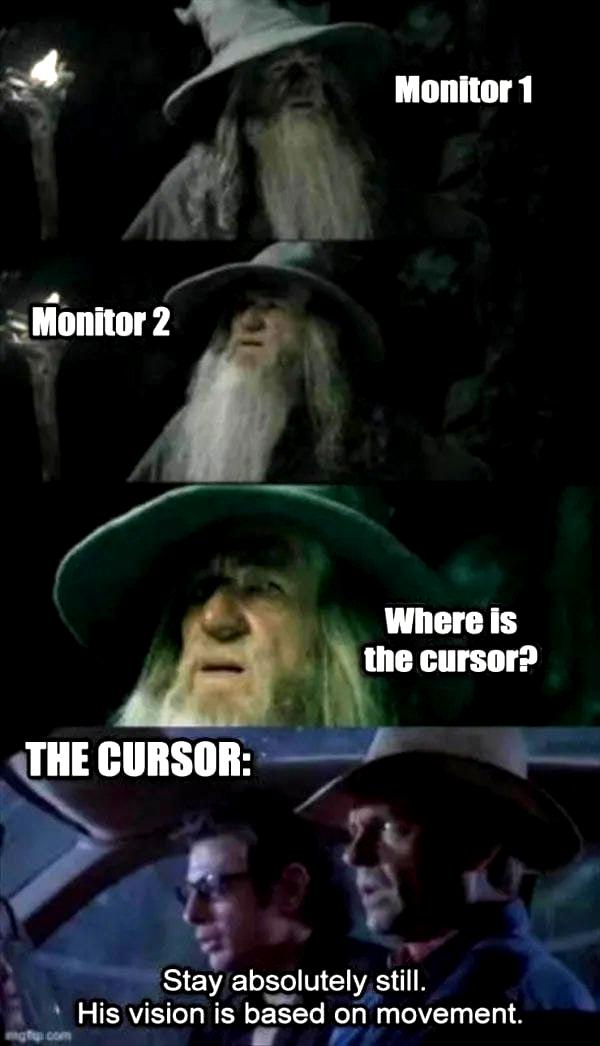 Monitor 1
Monitor 2
Where is
the cursor?
THE CURSOR:
Stay absolutely still.
His vision is based on movement.
imgflip.com